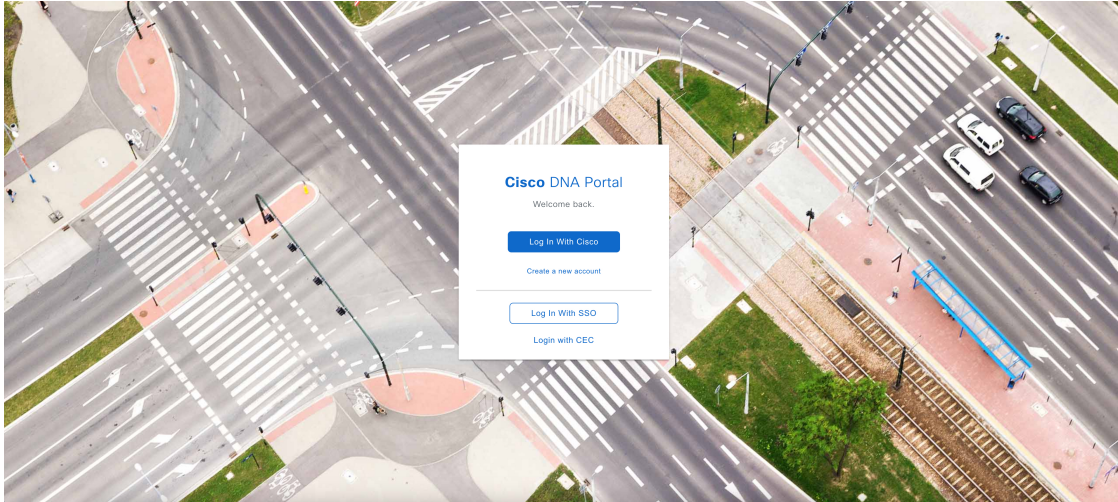 Cisco DNA Portal
Welcome back.
Log In With Cisco
Create a new account
Log In With SSO
Login with CEC